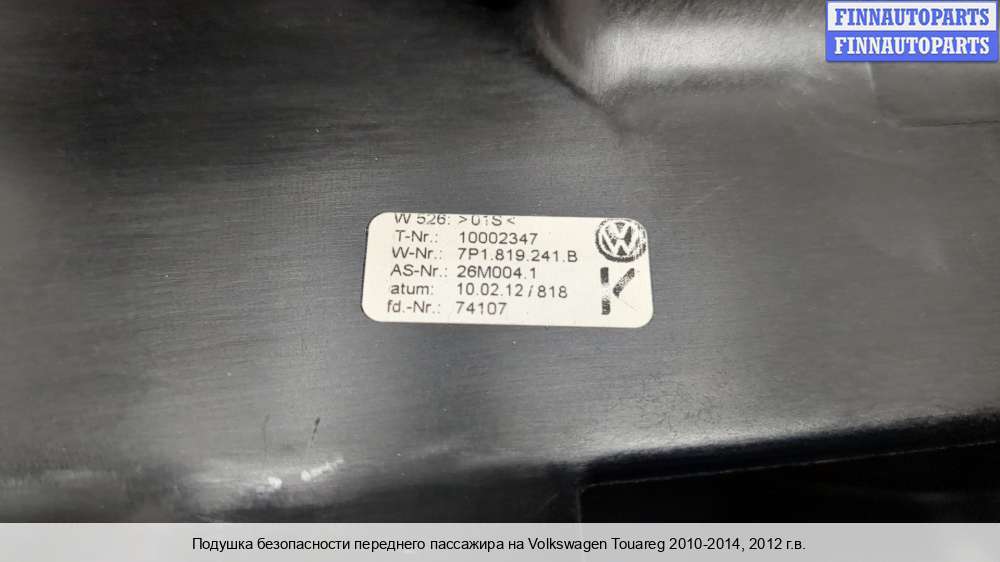 FINNAUTOPARTS
FINNAUTOPARTS
W 526: >01S<
T-Nr.: 10002347
W-Nr.: 7P1.819.241.B
AS-Nr.: 26M004.1
atum: 10.02.12/818
fd.-Nr.: 74107
K
Подушка безопасности переднего пассажира на Volkswagen Touareg 2010-2014, 2012 г.в.